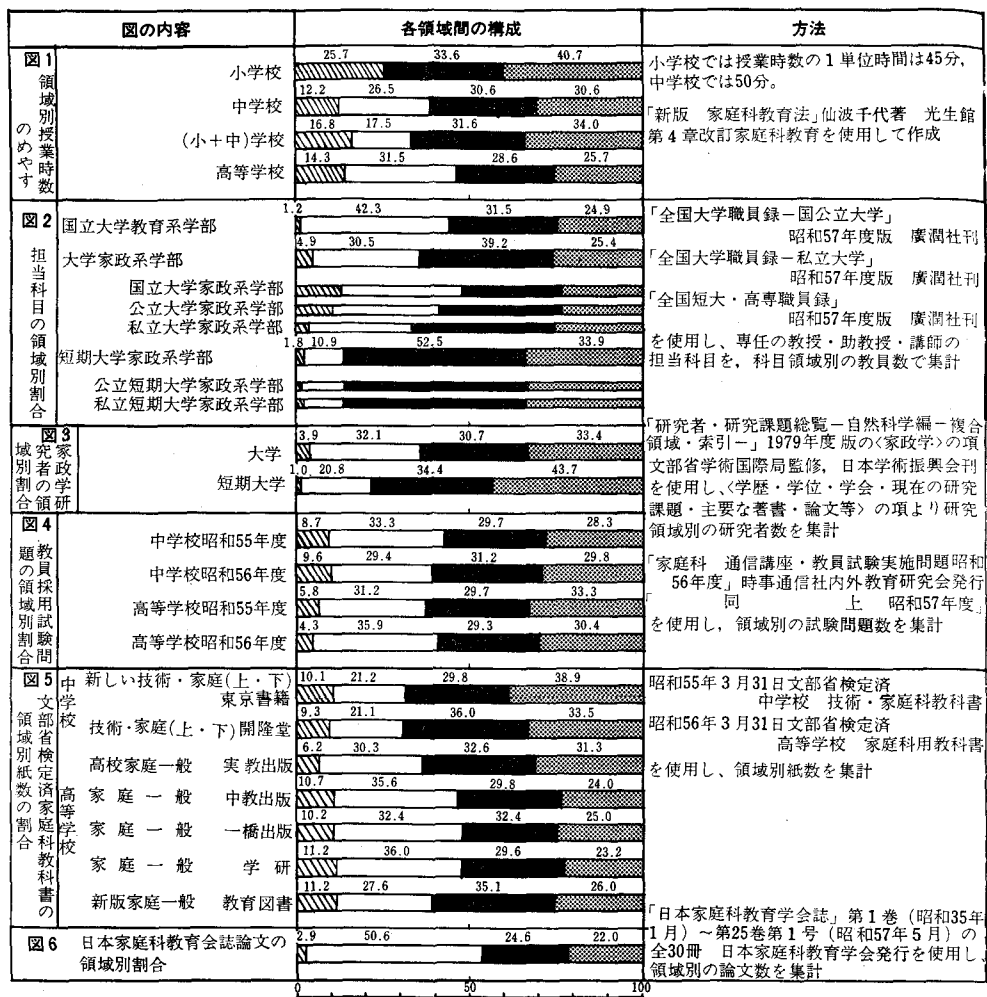 図の内容 各領域間の構成 方法
図1
領域別授業時数のめやす
25.7 33.6 40.7
小学校
12.2 26.5 30.6 30.6
中学校
16.8 17.5 31.6 34.0
(小+中)学校
14.3 31.5 28.6 25.7
高等学校
小学校では授業時数の1単位時間は45分,
中学校では50分。
「新版 家庭科教育法」仙波千代著 光生館
第4章改訂家庭科教育を使用して作成
図2
担当科目の領域別割合
1.2 42.3 31.5 24.9
国立大学教育系学部
4.9 30.5 39.2 25.4
大学家政系学部
国立大学家政系学部
公立大学家政系学部
私立大学家政系学部
1.8 10.9 52.5 33.9
短期大学家政系学部
公立短期大学家政系学部
私立短期大学家政系学部
「全国大学職員録-国公立大学」
昭和57年度版 廣潤社刊
「全国大学職員録-私立大学」
昭和57年度版 廣潤社刊
「全国短大・高専職員録」
昭和57年度版 廣潤社刊
を使用し、専任の教授・助教授・講師の
担当科目を, 科目領域別の教員数で集計
図3
家政学研究者の領域別割合
3.9 32.1 30.7 33.4
大学
1.0 20.8 34.4 43.7
短期大学
「研究者・研究課題総覧-自然科学編-複合
領域・索引-」1979年度版の〈家政学〉の項
文部省学術国際局監修, 日本学術振興会刊
を使用し、〈学歴・学位・学会・現在の研究
課題・主要な著書・論文等〉の項より研究
領域別の研究者数を集計
図4
教員採用試験問題の領域別割合
8.7 33.3 29.7 28.3
中学校昭和55年度
9.6 29.4 31.2 29.8
中学校昭和56年度
5.8 31.2 29.7 33.3
高等学校昭和55年度
4.3 35.9 29.3 30.4
高等学校昭和56年度
「家庭科 通信講座・教員試験実施問題昭和
56年度」時事通信社内外教育研究会発行
「 同 上 昭和57年度」
を使用し, 領域別の試験問題数を集計
図5
文部省検定済家庭科教科書の領域別紙数の割合
中学校
新しい技術・家庭(上・下)
東京書籍
10.1 21.2 29.8 38.9
9.3 21.1 36.0 33.5
技術・家庭(上・下)開隆堂
高等学校
6.2 30.3 32.6 31.3
高校家庭一般 実教出版
10.7 35.6 29.8 24.0
家庭一般 中教出版
10.2 32.4 32.4 25.0
家庭一般 一橋出版
11.2 36.0 29.6 23.2
家庭一般 学研
11.2 27.6 35.1 26.0
新版家庭一般 教育図書
昭和55年3月31日文部省検定済
中学校 技術・家庭科教科書
昭和56年3月31日文部省検定済
高等学校 家庭科用教科書
を使用し、領域別紙数を集計
図6 日本家庭科教育会誌論文の
領域別割合
2.9 50.6 24.6 22.0
「日本家庭科教育学会誌」第1巻(昭和35年
1月)~第25巻第1号(昭和57年5月)の
全30冊 日本家庭科教育学会発行を使用し、
領域別の論文数を集計
0 50 100